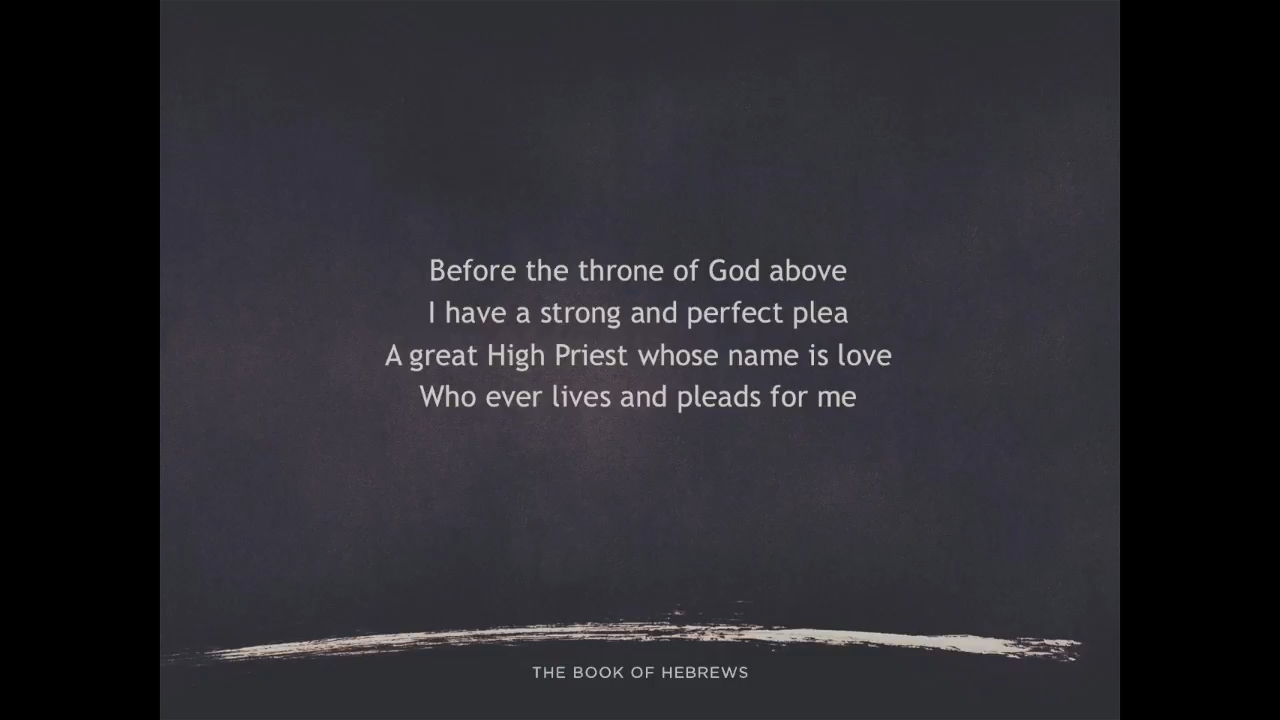 Before the throne of God above
I have a strong and perfect plea
A great High Priest whose name is love
Who ever lives and pleads for me
THE BOOK OF HEBREWS